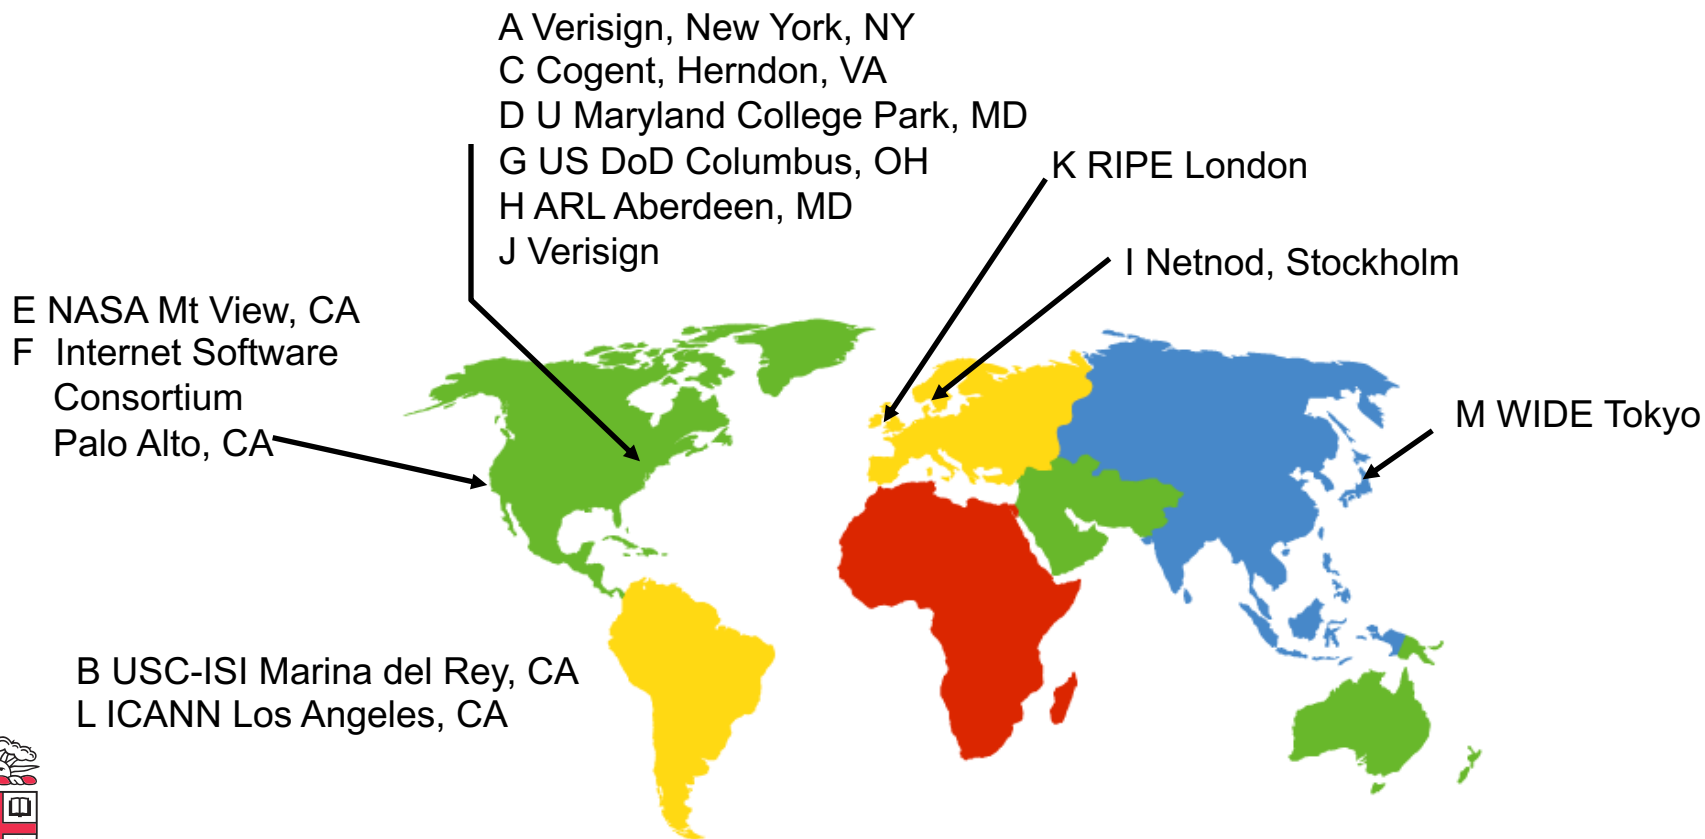 A Verisign, New York, NY
C Cogent, Herndon, VA
D U Maryland College Park, MD
G US DoD Columbus, OH
H ARL Aberdeen, MD
J Verisign
K RIPE London
I Netnod, Stockholm
E NASA Mt View, CA
F Internet Software
Consortium
Palo Alto, CA
M WIDE Tokyo
B USC-ISI Marina del Rey, CA
L ICANN Los Angeles, CA